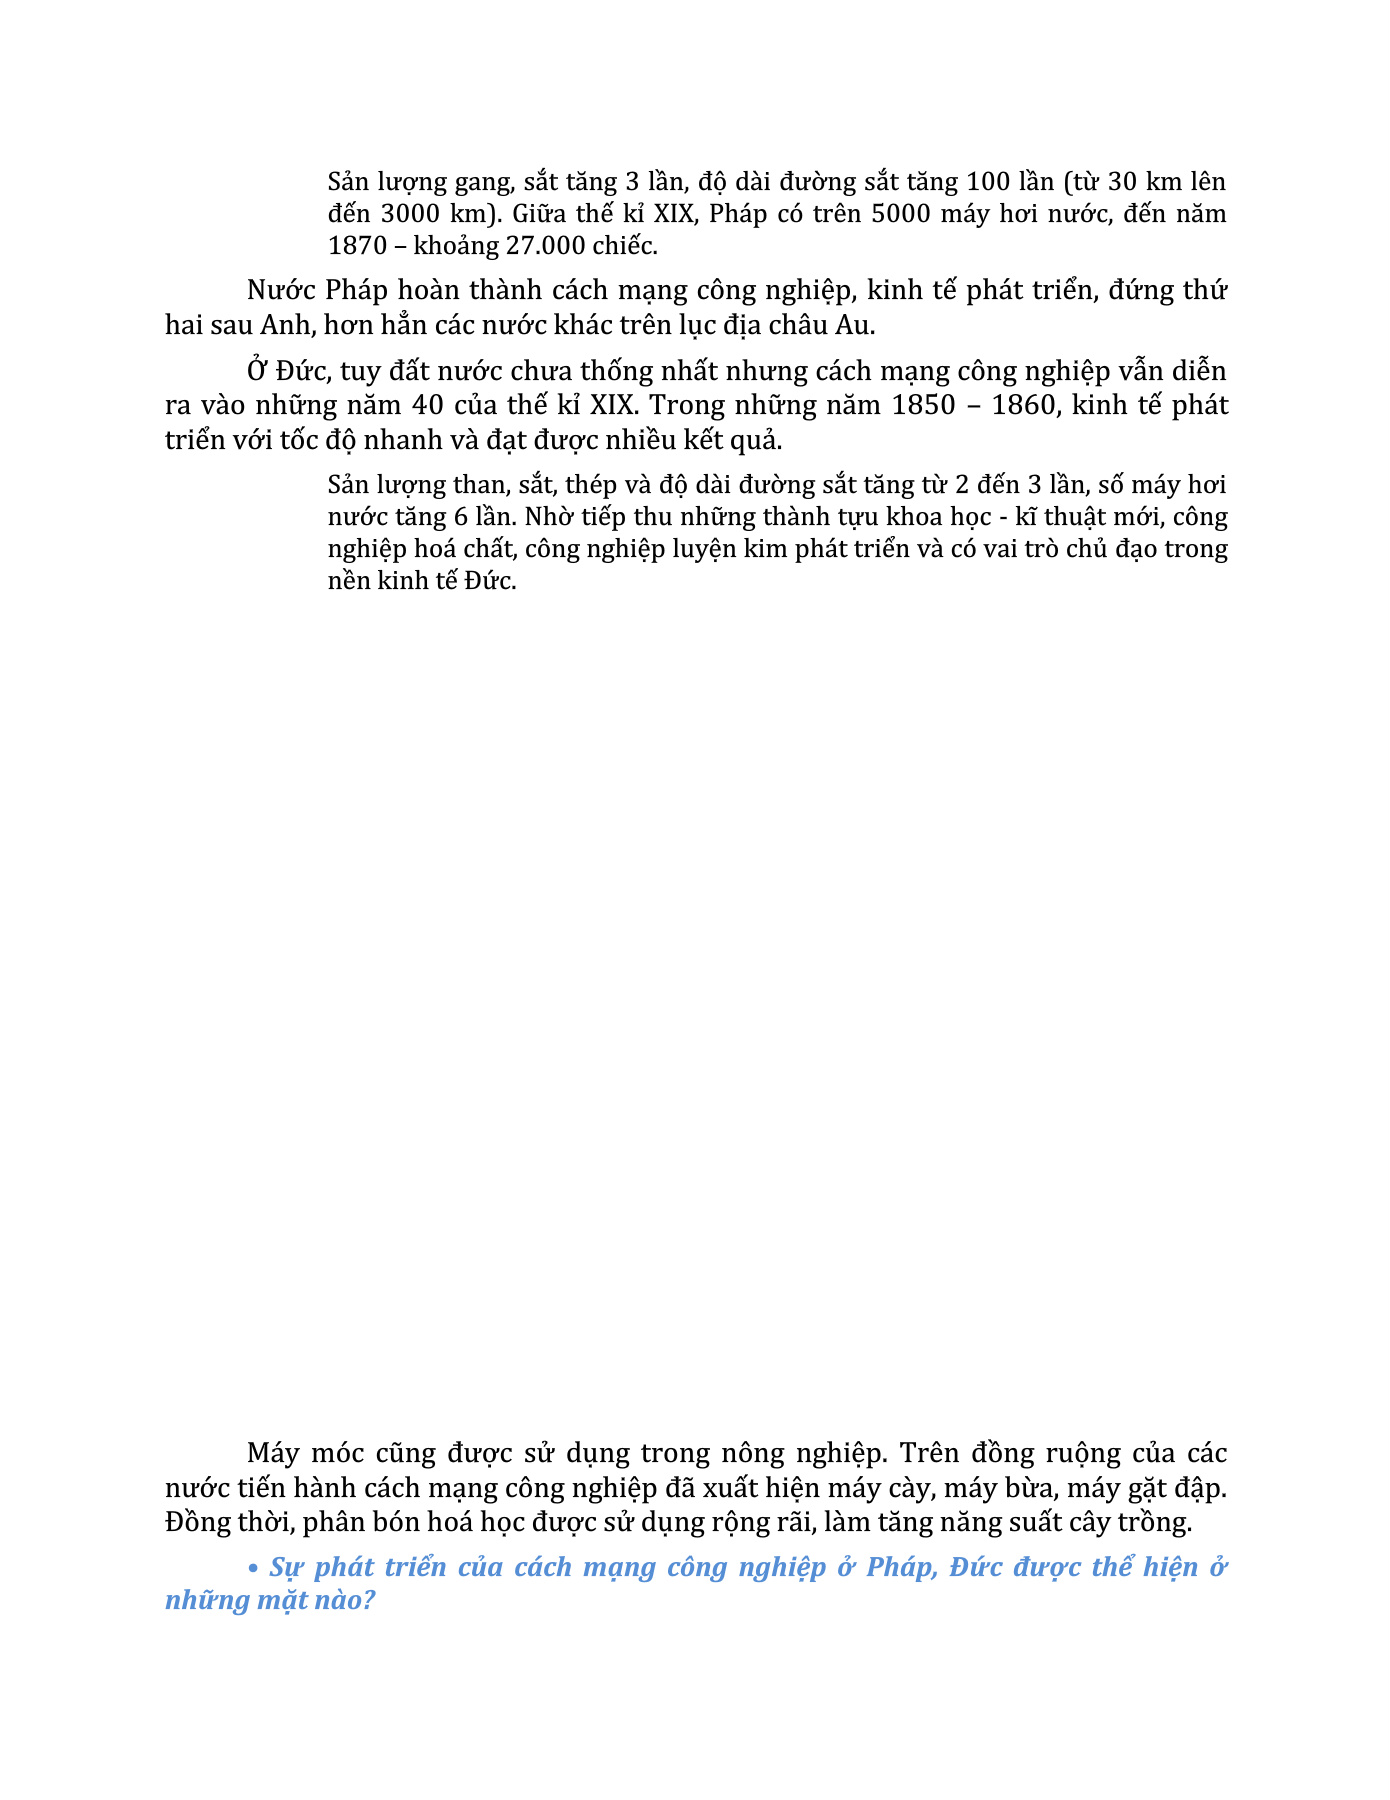 Sản lượng gang, sắt tăng 3 lần, độ dài đường sắt tăng 100 lần (từ 30 km lên
đến 3000 km). Giữa thế kỉ XIX, Pháp có trên 5000 máy hơi nước, đến năm
1870 – khoảng 27.000 chiếc.
Nước Pháp hoàn thành cách mạng công nghiệp, kinh tế phát triển, đứng thứ
hai sau Anh, hơn hẳn các nước khác trên lục địa châu Au.
Ở Đức, tuy đất nước chưa thống nhất nhưng cách mạng công nghiệp vẫn diễn
ra vào những năm 40 của thế kỉ XIX. Trong những năm 1850 – 1860, kinh tế phát
triển với tốc độ nhanh và đạt được nhiều kết quả.
Sản lượng than, sắt, thép và độ dài đường sắt tăng từ 2 đến 3 lần, số máy hơi
nước tăng 6 lần. Nhờ tiếp thu những thành tựu khoa học - kĩ thuật mới, công
nghiệp hoá chất, công nghiệp luyện kim phát triển và có vai trò chủ đạo trong
nền kinh tế Đức.
Máy móc cũng được sử dụng trong nông nghiệp. Trên đồng ruộng của các
nước tiến hành cách mạng công nghiệp đã xuất hiện máy cày, máy bừa, máy gặt đập.
Đồng thời, phân bón hoá học được sử dụng rộng rãi, làm tăng năng suất cây trồng.
• Sự phát triển của cách mạng công nghiệp ở Pháp, Đức được thể hiện ở
những mặt nào?